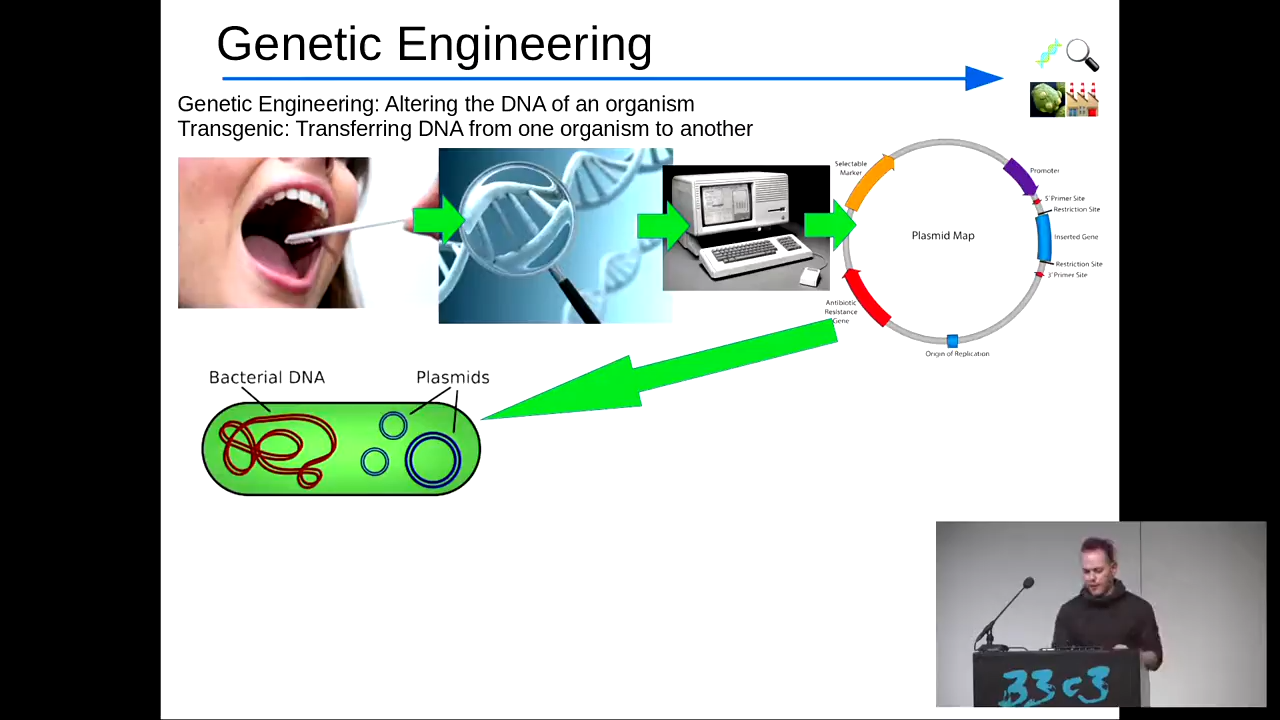 Genetic Engineering
Genetic Engineering: Altering the DNA of an organism
Transgenic: Transferring DNA from one organism to another
Selectable
Marker
Promoter
5' Primer Site
Restriction Site
Plasmid Map
Inserted Gene
Restriction Site
3' Primer Site
Antibiotic
Resistance
Gene
Origin of Replication
Bacterial DNA
Plasmids
33c3